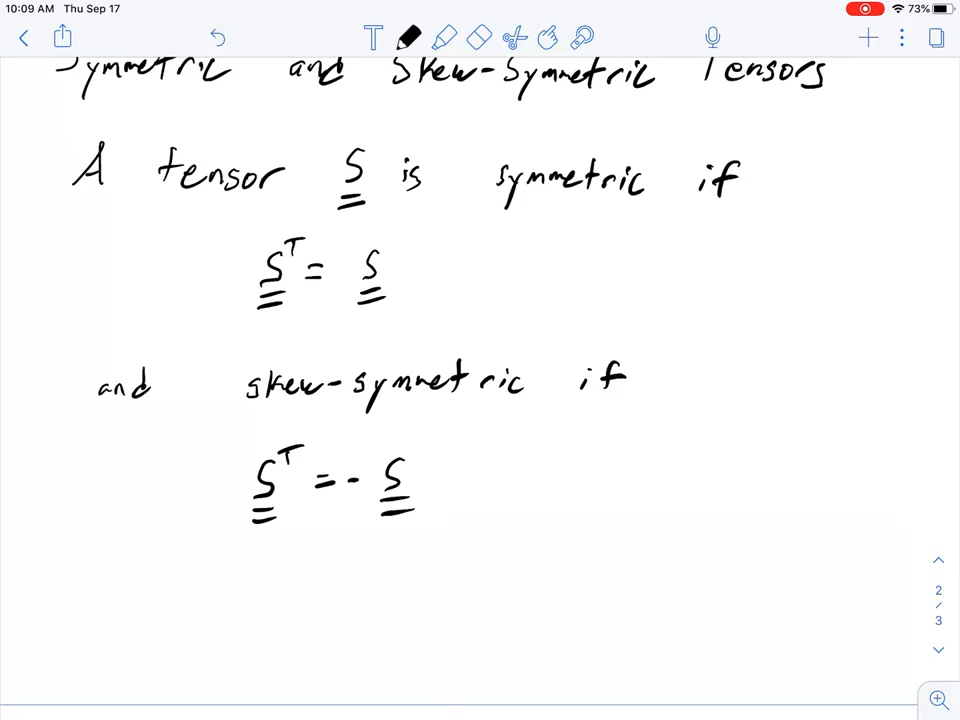 10:09 AM Thu Sep 17
73%
T
Symmetric and Skew-Symmetric Tensors
A tensor S is symmetric if
S^T = S
and skew-symmetric if
S^T = - S
2
/
3